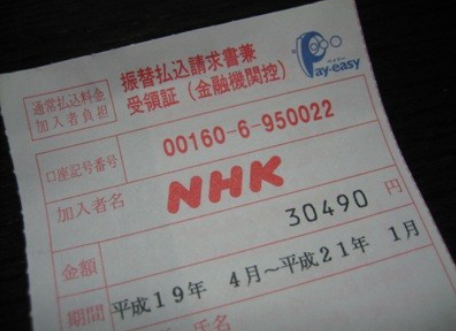 通常払込料金
加入者負担
振替払込請求書兼
受領証（金融機関控）
Pay-easy
口座記号番号
00160-6-950022
加入者名
NHK
金額
30490 円
期間
平成19年 4月～平成21年 1月
氏名